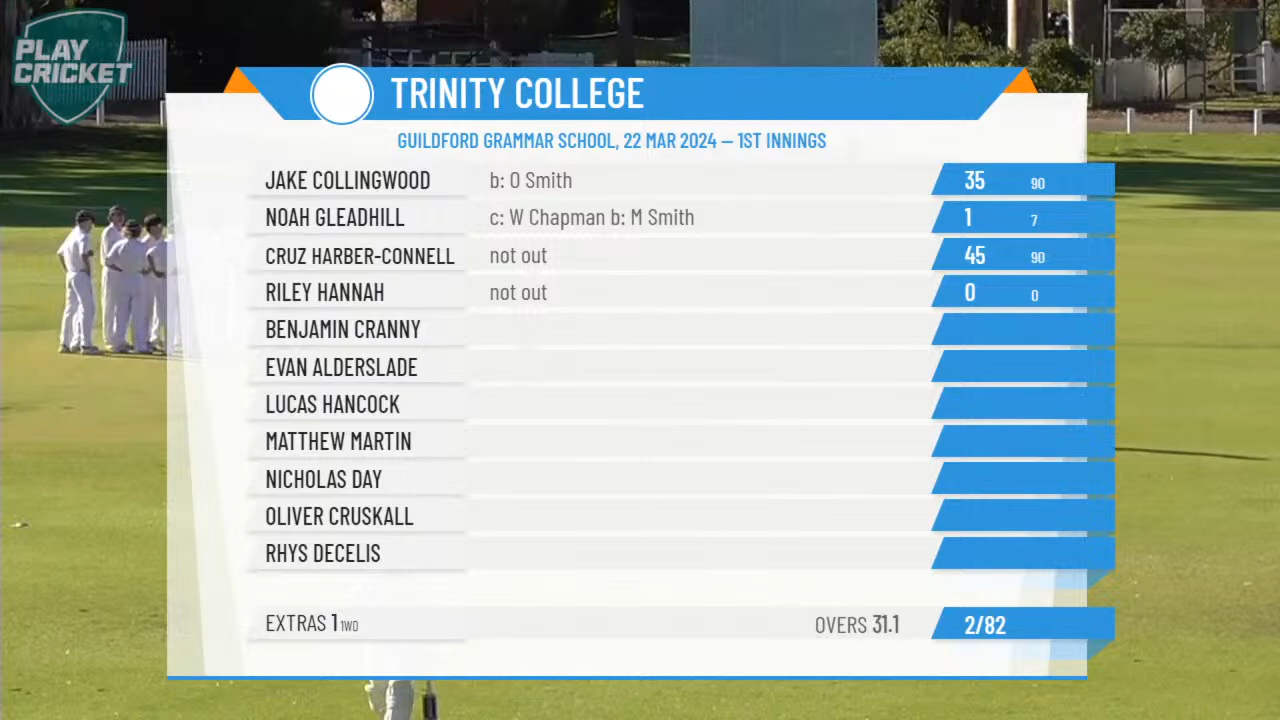 PLAY
CRICKET
TRINITY COLLEGE
GUILDFORD GRAMMAR SCHOOL, 22 MAR 2024 – 1ST INNINGS
JAKE COLLINGWOOD b: O Smith 35 90
NOAH GLEADHILL c: W Chapman b: M Smith 1 7
CRUZ HARBER-CONNELL not out 45 90
RILEY HANNAH not out 0 0
BENJAMIN CRANNY
EVAN ALDERSLADE
LUCAS HANCOCK
MATTHEW MARTIN
NICHOLAS DAY
OLIVER CRUSKALL
RHYS DECELIS
EXTRAS 1 1WD OVERS 31.1 2/82